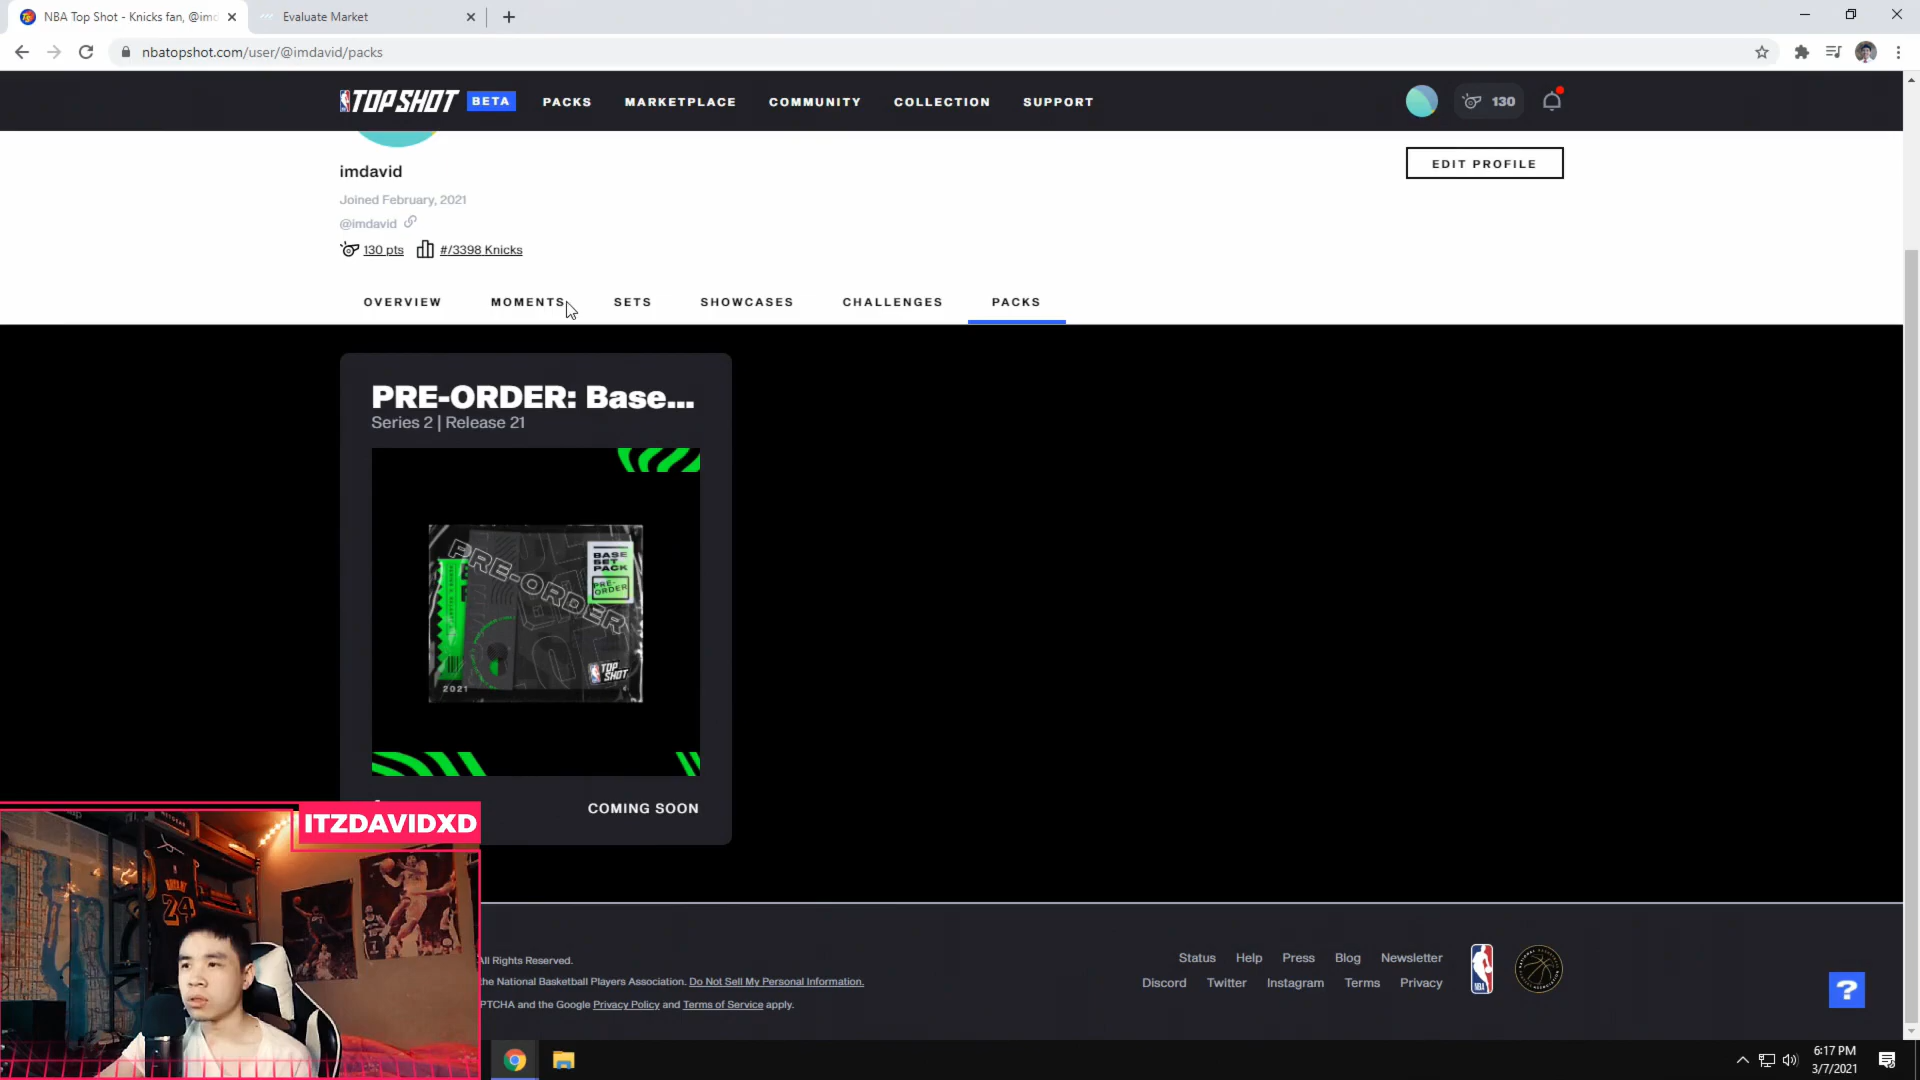 NBA Top Shot - Knicks fan, @imd
Evaluate Market
nbatopshot.com/user/@imdavid/packs
TOP SHOT BETA PACKS MARKETPLACE COMMUNITY COLLECTION SUPPORT 130
imdavid
EDIT PROFILE
Joined February, 2021
@imdavid
130 pts #/3398 Knicks
OVERVIEW MOMENTS SETS SHOWCASES CHALLENGES PACKS
PRE-ORDER: Base...
Series 2 | Release 21
PRE-ORDER
BASE SET PACK
PRE-ORDER
TOP SHOT
2021
COMING SOON
ITZDAVIDXD
BRYANT
24
All Rights Reserved.
the National Basketball Players Association. Do Not Sell My Personal Information.
PTCHA and the Google Privacy Policy and Terms of Service apply.
Status Help Press Blog Newsletter
Discord Twitter Instagram Terms Privacy
NBA
?
6:17 PM
3/7/2021